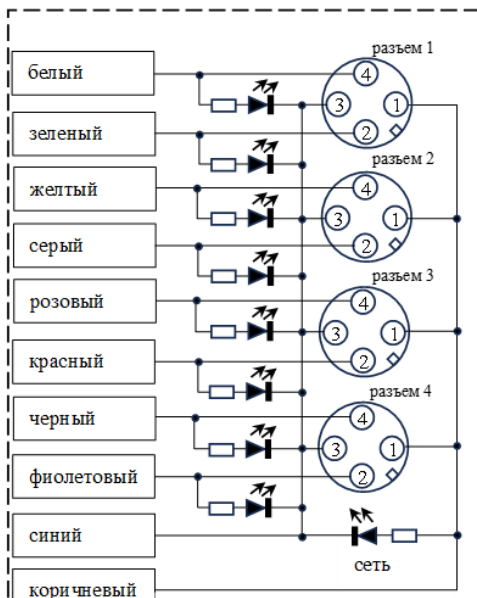 разъем 1
белый
4
3
1
зеленый
2
разъем 2
желтый
4
3
1
серый
2
разъем 3
розовый
4
3
1
красный
2
разъем 4
черный
4
3
1
фиолетовый
2
синий
сеть
коричневый